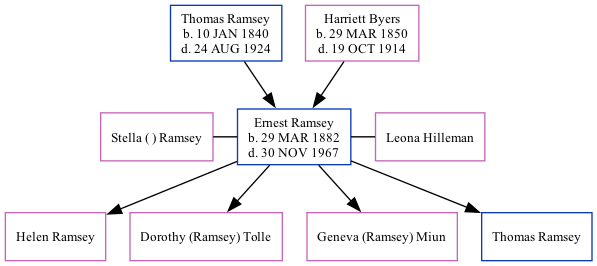 Thomas Ramsey
b. 10 JAN 1840
d. 24 AUG 1924
Harriett Byers
b. 29 MAR 1850
d. 19 OCT 1914
Stella ( ) Ramsey
Ernest Ramsey
b. 29 MAR 1882
d. 30 NOV 1967
Leona Hilleman
Helen Ramsey
Dorothy (Ramsey) Tolle
Geneva (Ramsey) Miun
Thomas Ramsey